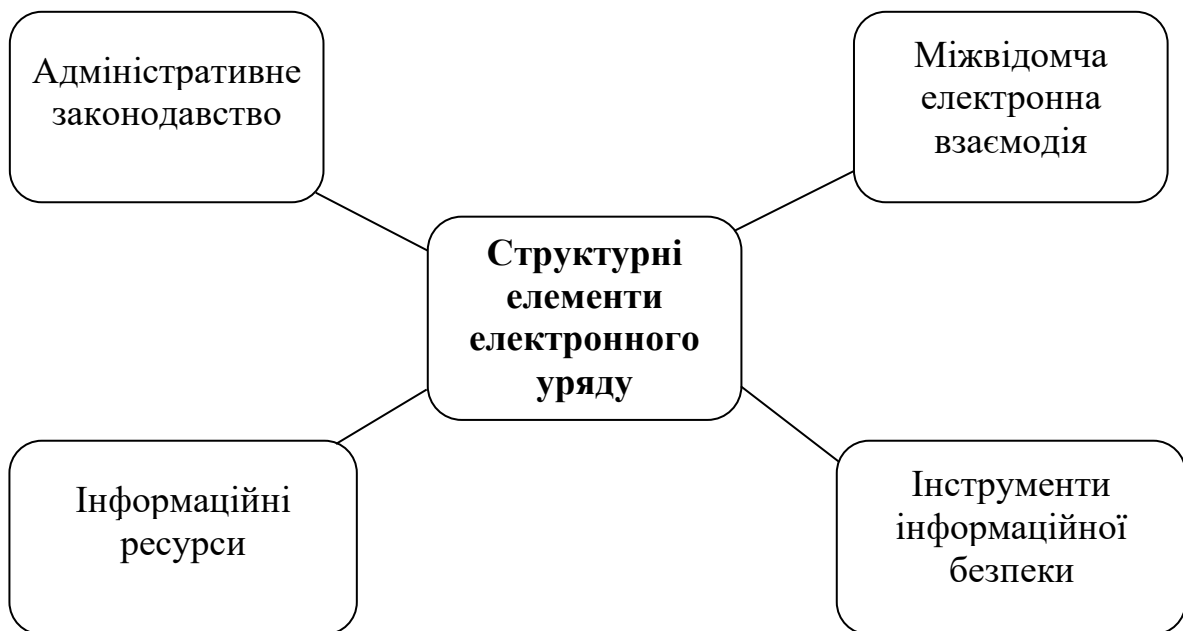 Адміністративне
законодавство
Міжвідомча
електронна
взаємодія
Структурні
елементи
електронного
уряду
Інформаційні
ресурси
Інструменти
інформаційної
безпеки